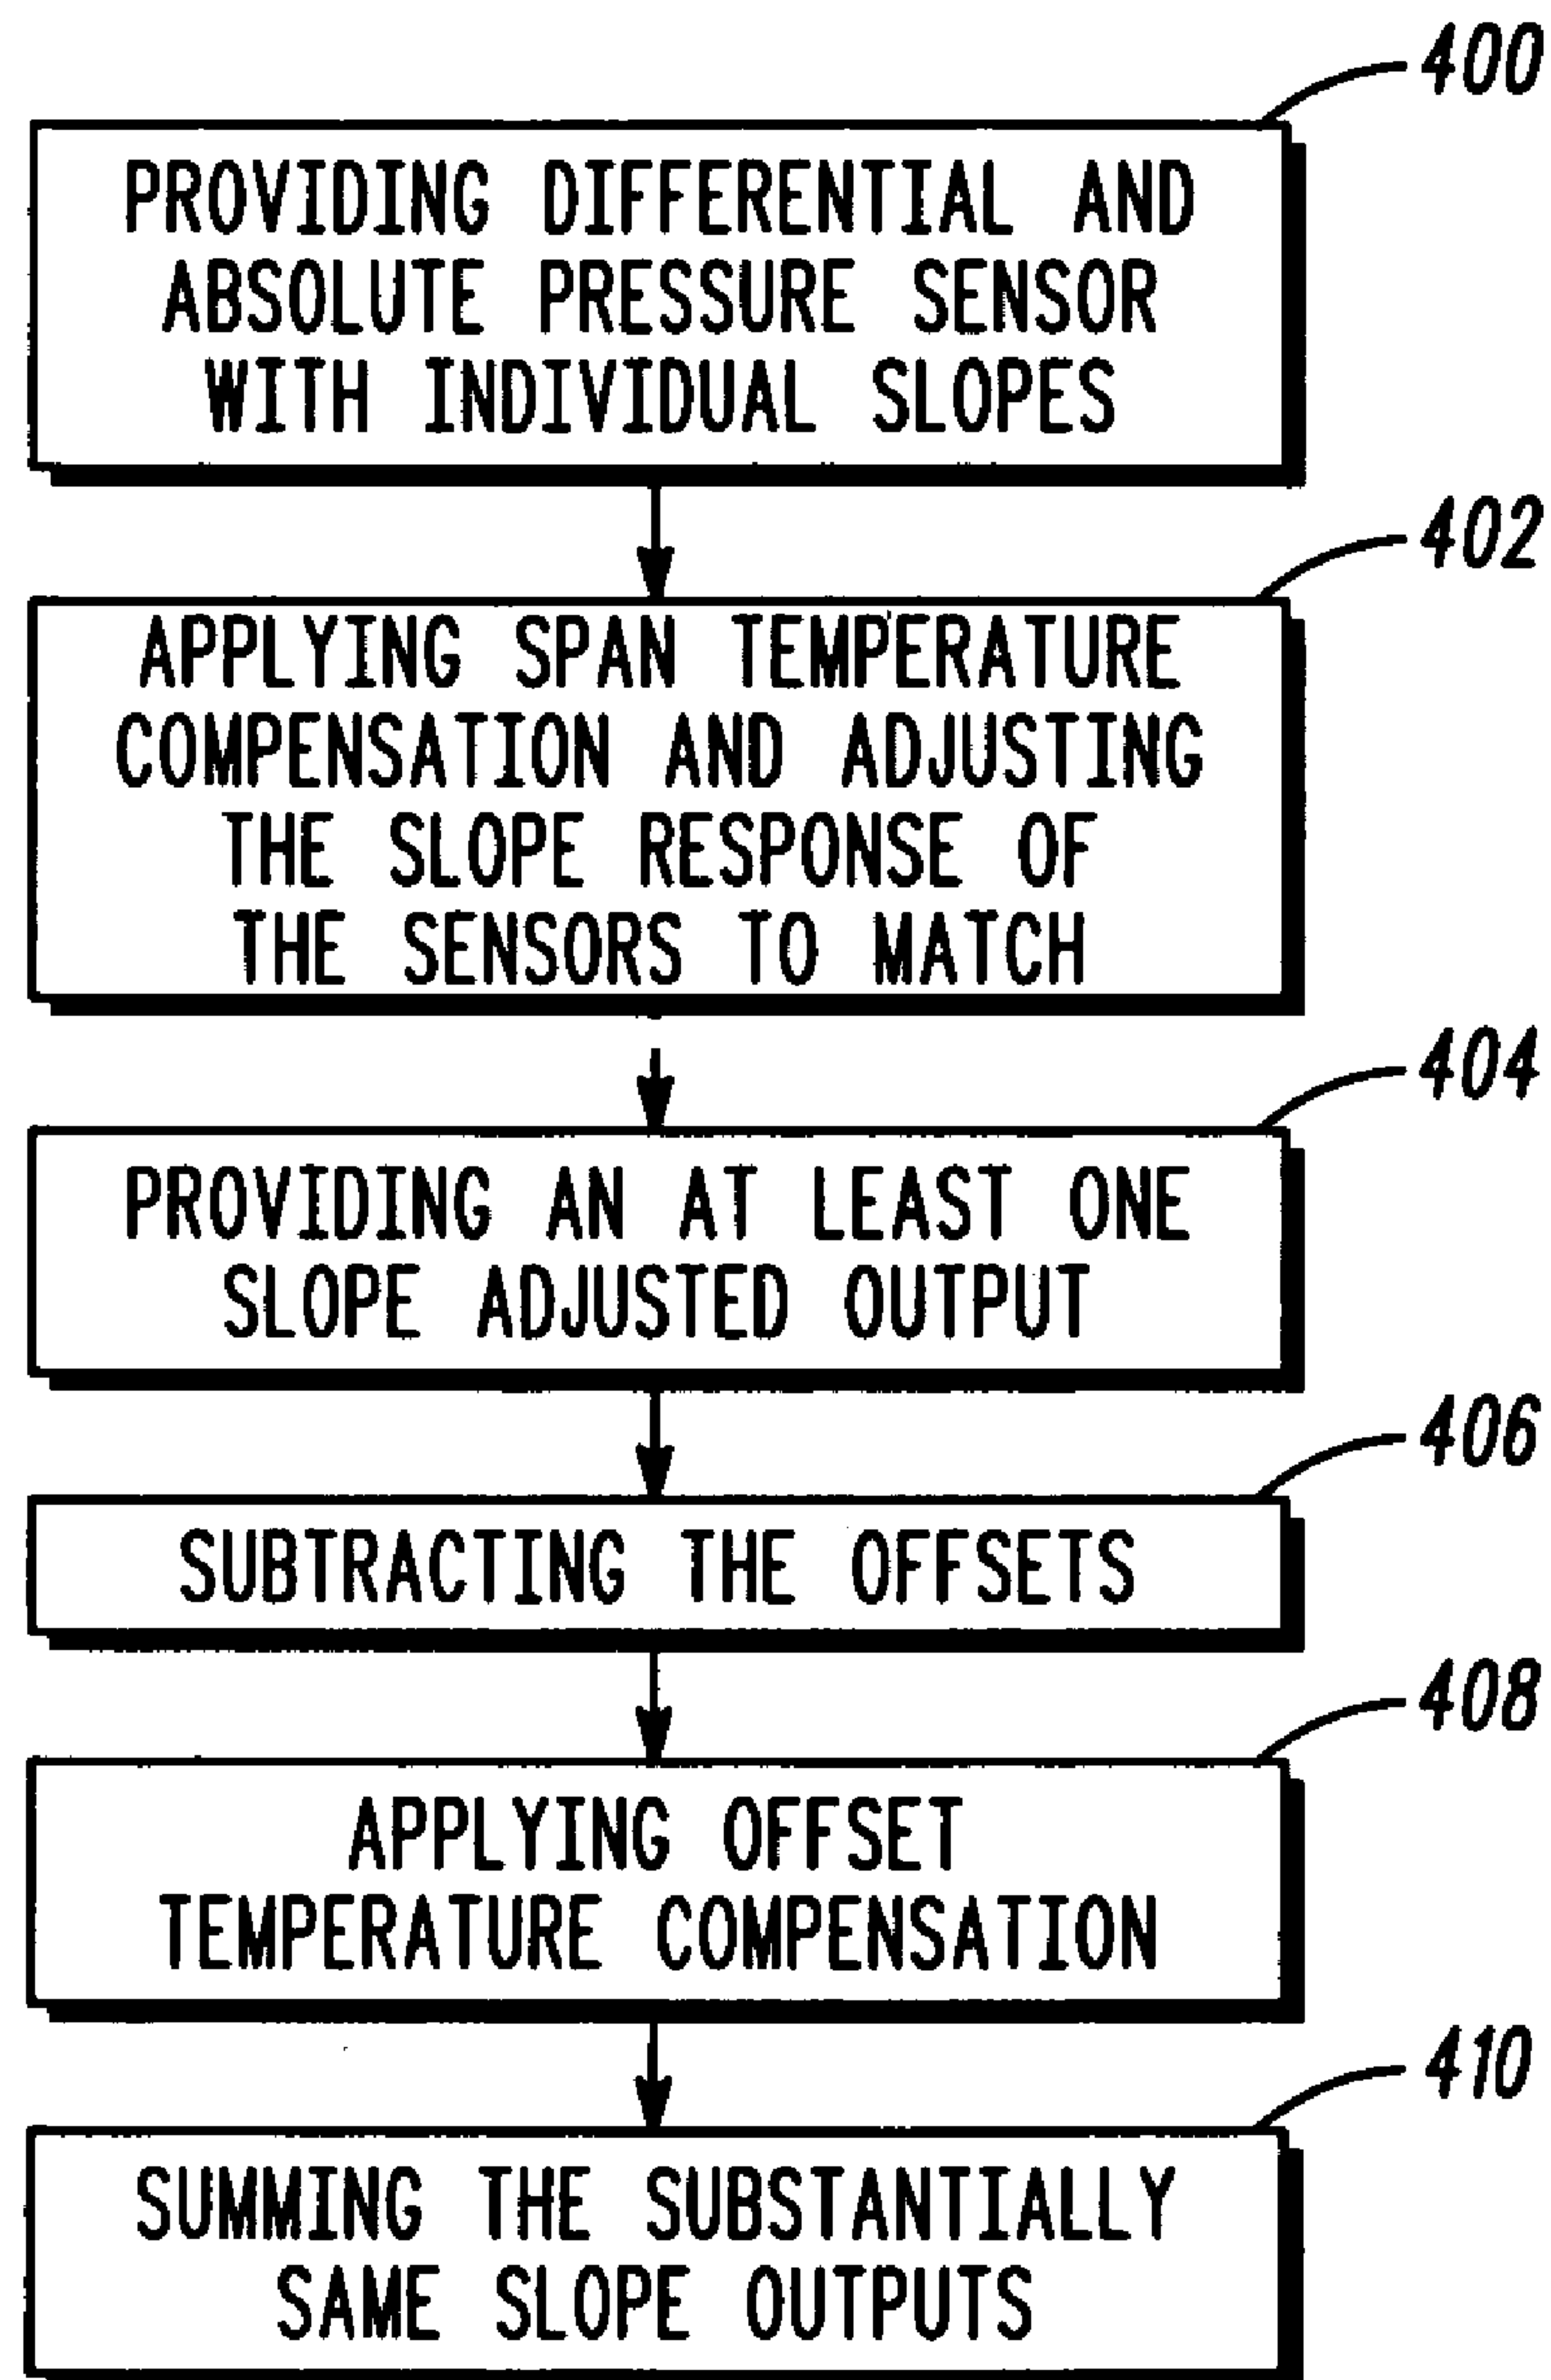 400
PROVIDING DIFFERENTIAL AND
ABSOLUTE PRESSURE SENSOR
WITH INDIVIDUAL SLOPES
402
APPLYING SPAN TEMPERATURE
COMPENSATION AND ADJUSTING
THE SLOPE RESPONSE OF
THE SENSORS TO MATCH
404
PROVIDING AN AT LEAST ONE
SLOPE ADJUSTED OUTPUT
406
SUBTRACTING THE OFFSETS
408
APPLYING OFFSET
TEMPERATURE COMPENSATION
410
SUMMING THE SUBSTANTIALLY
SAME SLOPE OUTPUTS